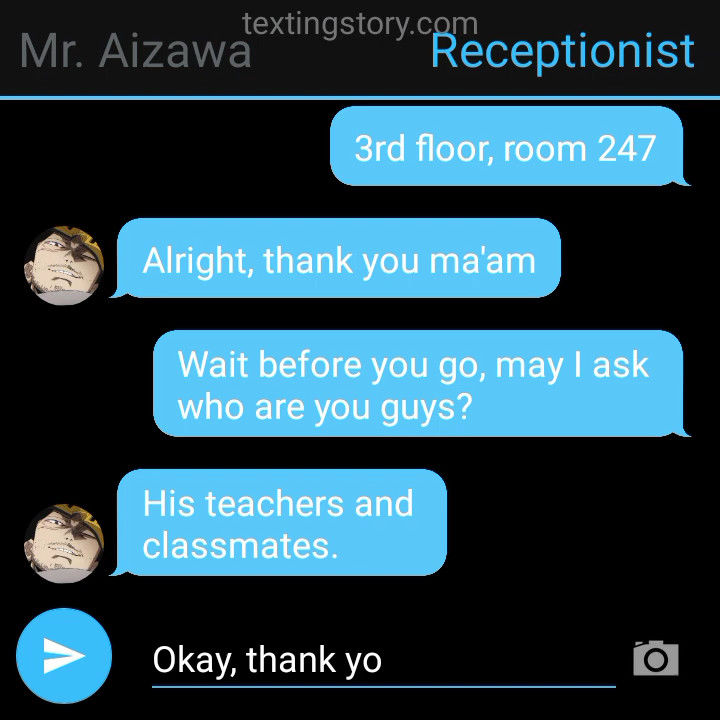 textingstory.com
Mr. Aizawa
Receptionist
3rd floor, room 247
Alright, thank you ma'am
Wait before you go, may I ask
who are you guys?
His teachers and
classmates.
Okay, thank yo